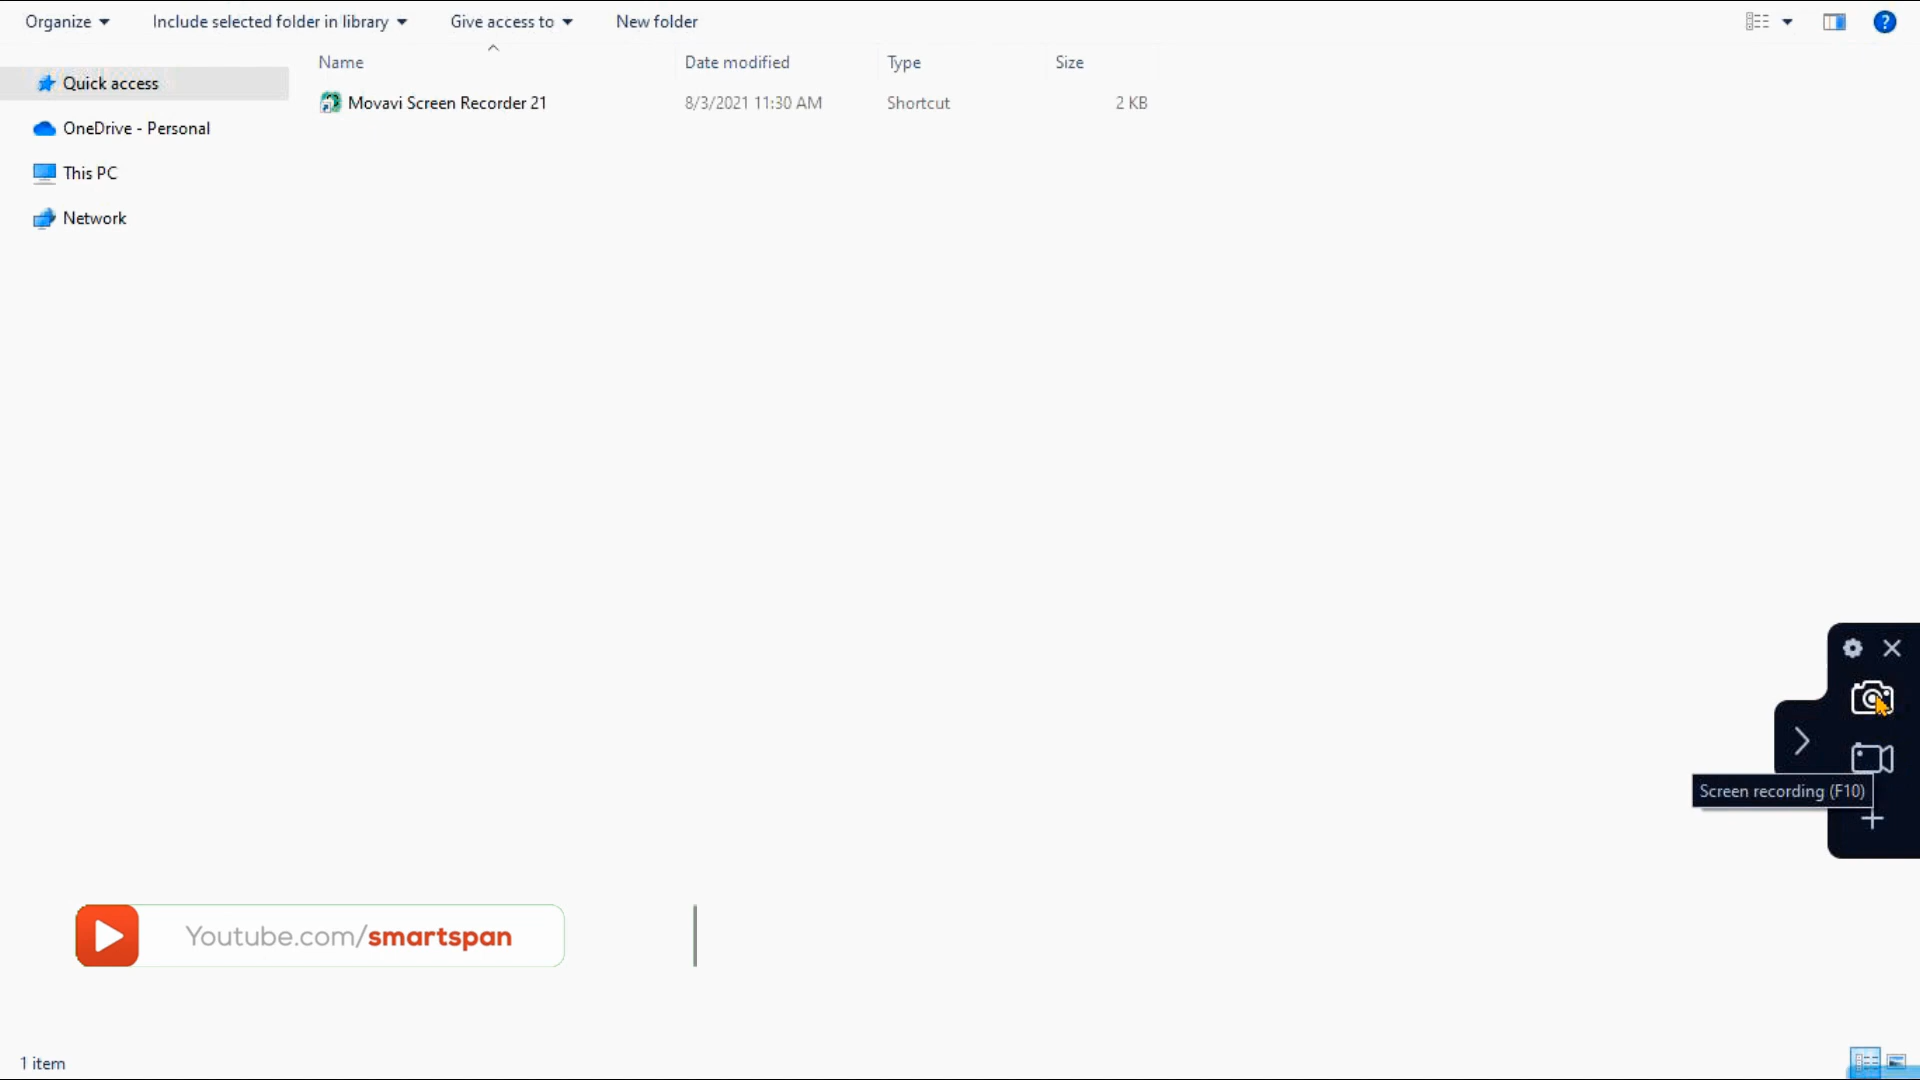 Organize Include selected folder in library Give access to New folder
Name Date modified Type Size
Quick access
Movavi Screen Recorder 21 8/3/2021 11:30 AM Shortcut 2 KB
OneDrive - Personal
This PC
Network
Screen recording (F10)
Youtube.com/smartspan
1 item